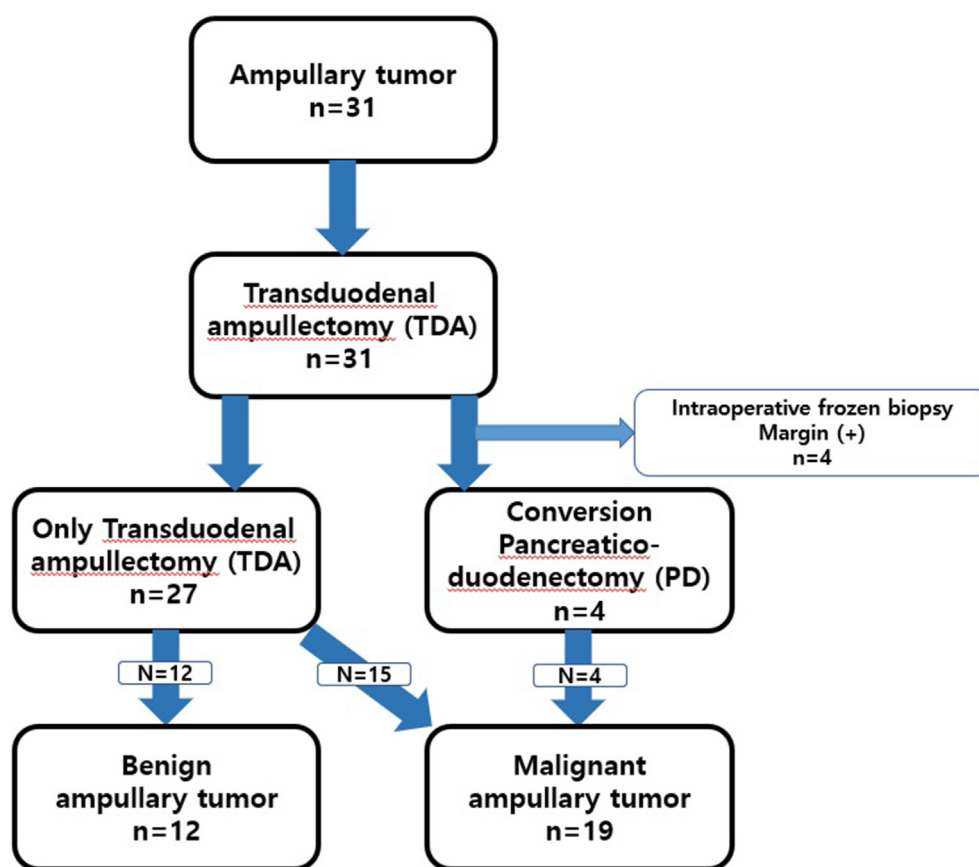 Ampullary tumor
n=31
Transduodenal
ampullectomy (TDA)
n=31
Intraoperative frozen biopsy
Margin (+)
n=4
Only Transduodenal
ampullectomy (TDA)
n=27
Conversion
Pancreatico-
duodenectomy (PD)
n=4
N=12
N=15
N=4
Benign
ampullary tumor
n=12
Malignant
ampullary tumor
n=19